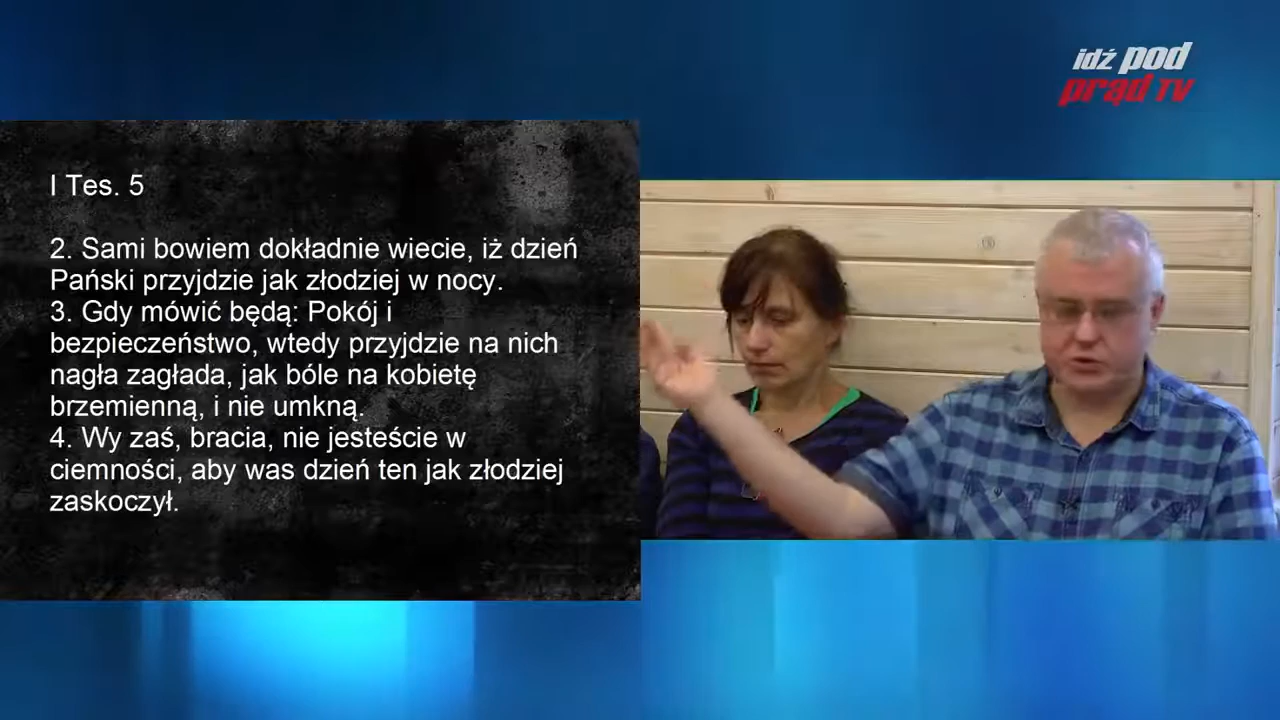 idź pod
prąd TV
I Tes. 5
2. Sami bowiem dokładnie wiecie, iż dzień
Pański przyjdzie jak złodziej w nocy.
3. Gdy mówić będą: Pokój i
bezpieczeństwo, wtedy przyjdzie na nich
nagła zagłada, jak bóle na kobietę
brzemienną, i nie umkną.
4. Wy zaś, bracia, nie jesteście w
ciemności, aby was dzień ten jak złodziej
zaskoczył.